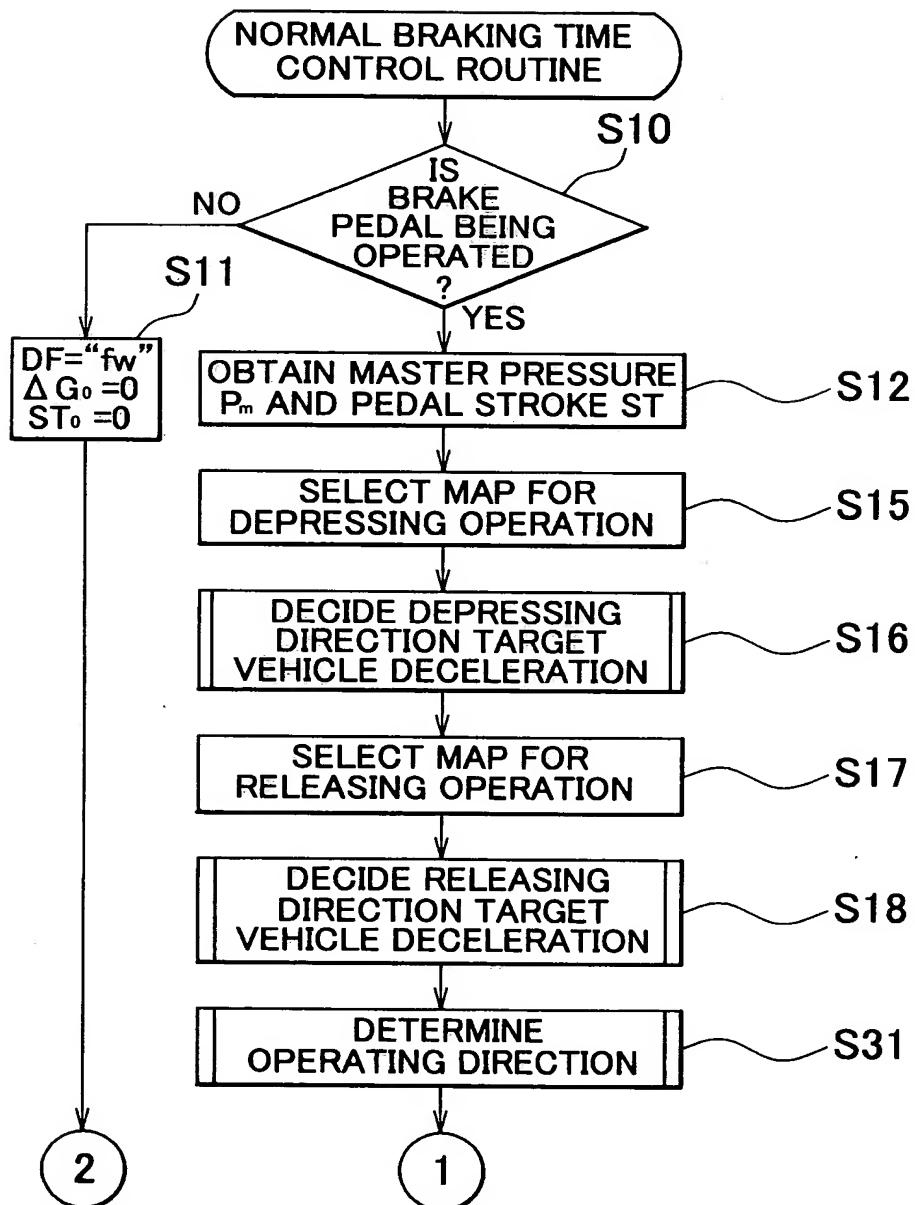 NORMAL BRAKING TIME
CONTROL ROUTINE
S10
IS
BRAKE
PEDAL BEING
OPERATED
?
NO
YES
S11
DF=“fw”
ΔG₀=0
ST₀=0
OBTAIN MASTER PRESSURE
Pₘ AND PEDAL STROKE ST
S12
SELECT MAP FOR
DEPRESSING OPERATION
S15
DECIDE DEPRESSING
DIRECTION TARGET
VEHICLE DECELERATION
S16
SELECT MAP FOR
RELEASING OPERATION
S17
DECIDE RELEASING
DIRECTION TARGET
VEHICLE DECELERATION
S18
DETERMINE
OPERATING DIRECTION
S31
2
1